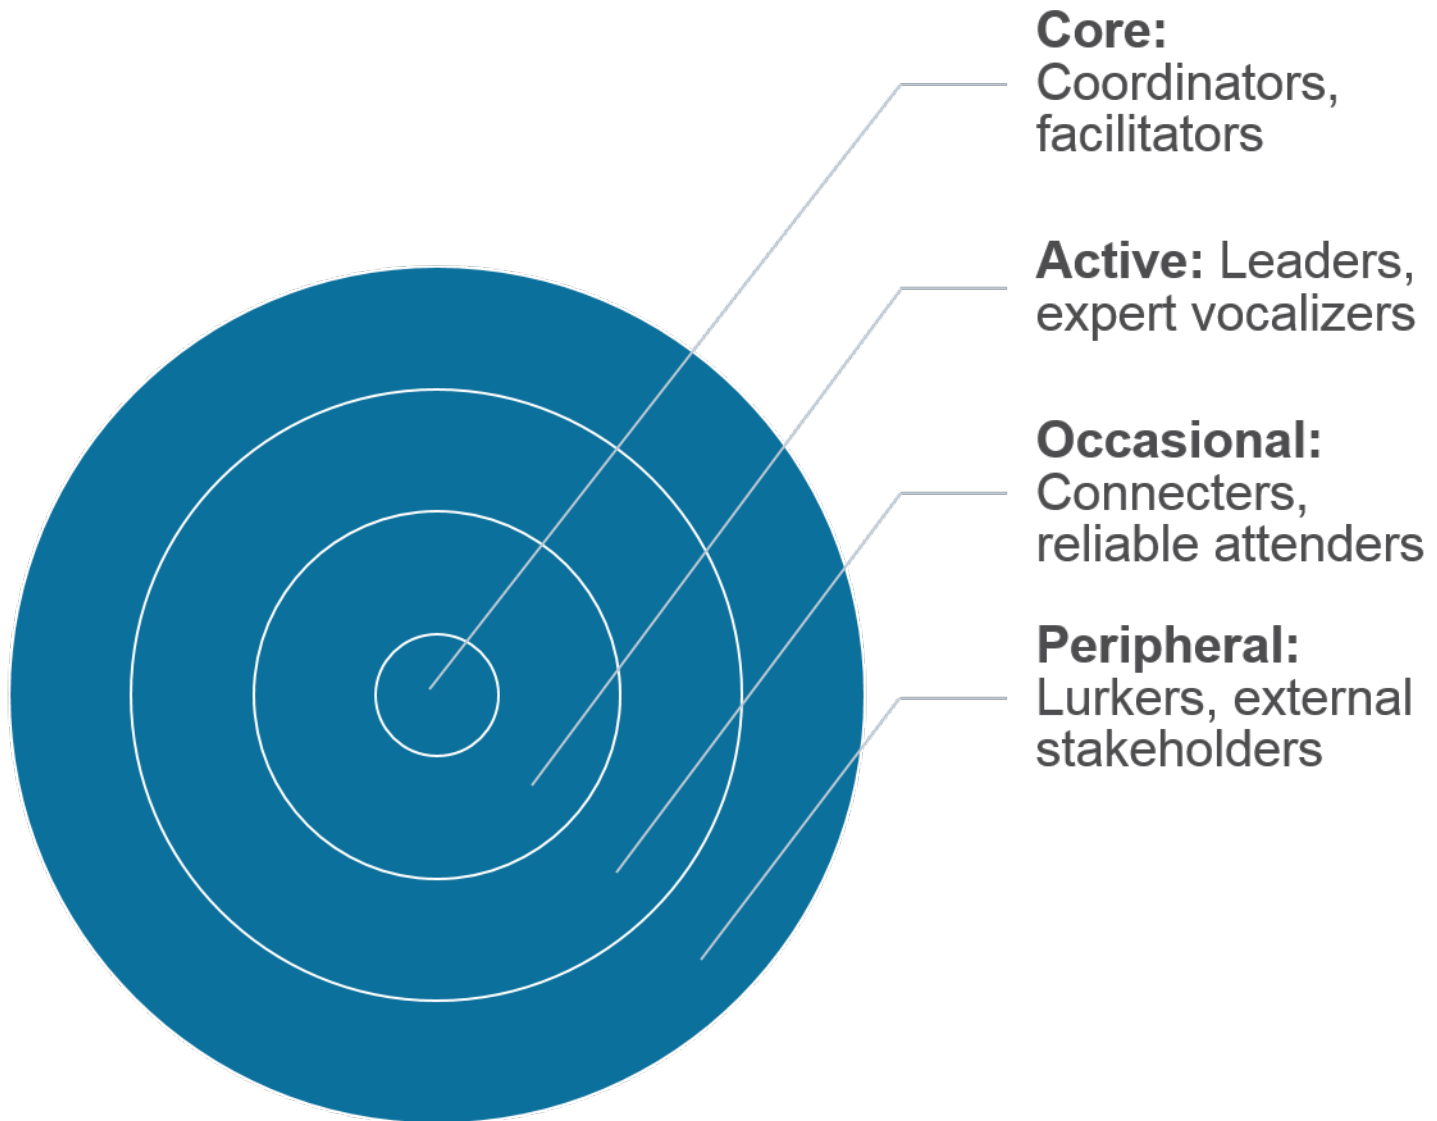 Core:
Coordinators,
facilitators
Active: Leaders,
expert vocalizers
Occasional:
Connecters,
reliable attenders
Peripheral:
Lurkers, external
stakeholders